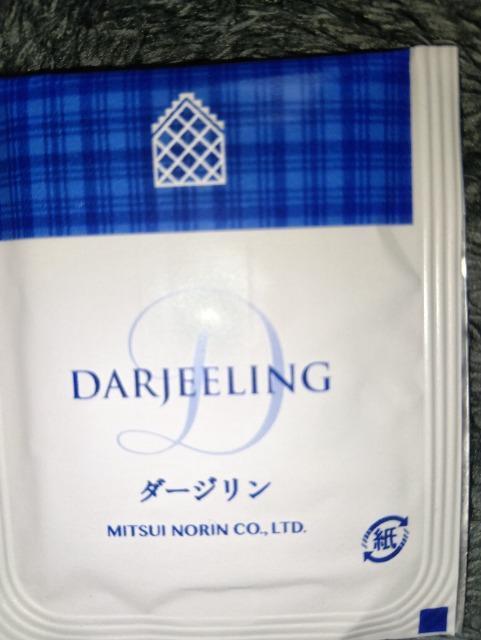 D
DARJEELING
ダージリン
MITSUI NORIN CO., LTD.
紙